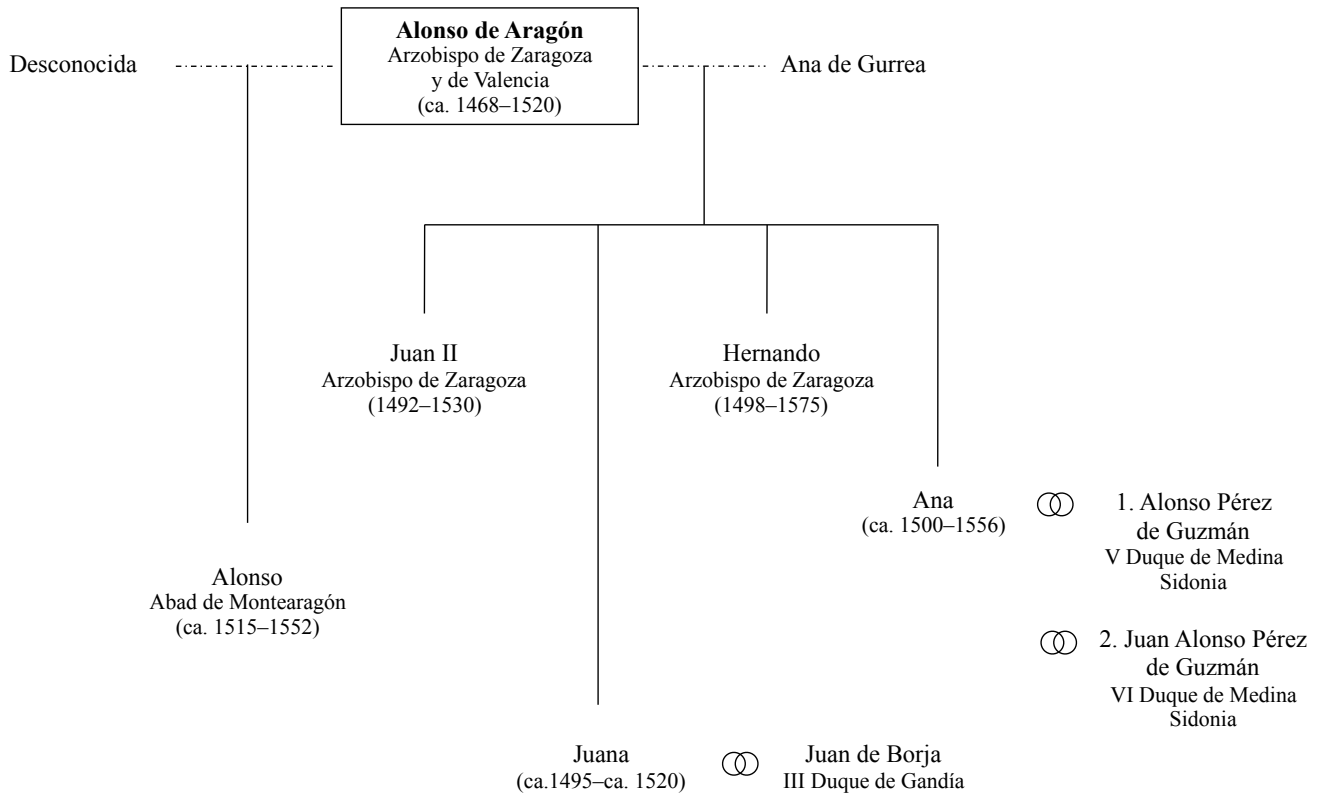 Desconocida
Alonso de Aragón
Arzobispo de Zaragoza
y de Valencia
(ca. 1468–1520)
Ana de Gurrea
Juan II
Arzobispo de Zaragoza
(1492–1530)
Hernando
Arzobispo de Zaragoza
(1498–1575)
Ana
(ca. 1500–1556)
1. Alonso Pérez
de Guzmán
V Duque de Medina
Sidonia
Alonso
Abad de Montearagón
(ca. 1515–1552)
2. Juan Alonso Pérez
de Guzmán
VI Duque de Medina
Sidonia
Juana
(ca.1495–ca. 1520)
Juan de Borja
III Duque de Gandía